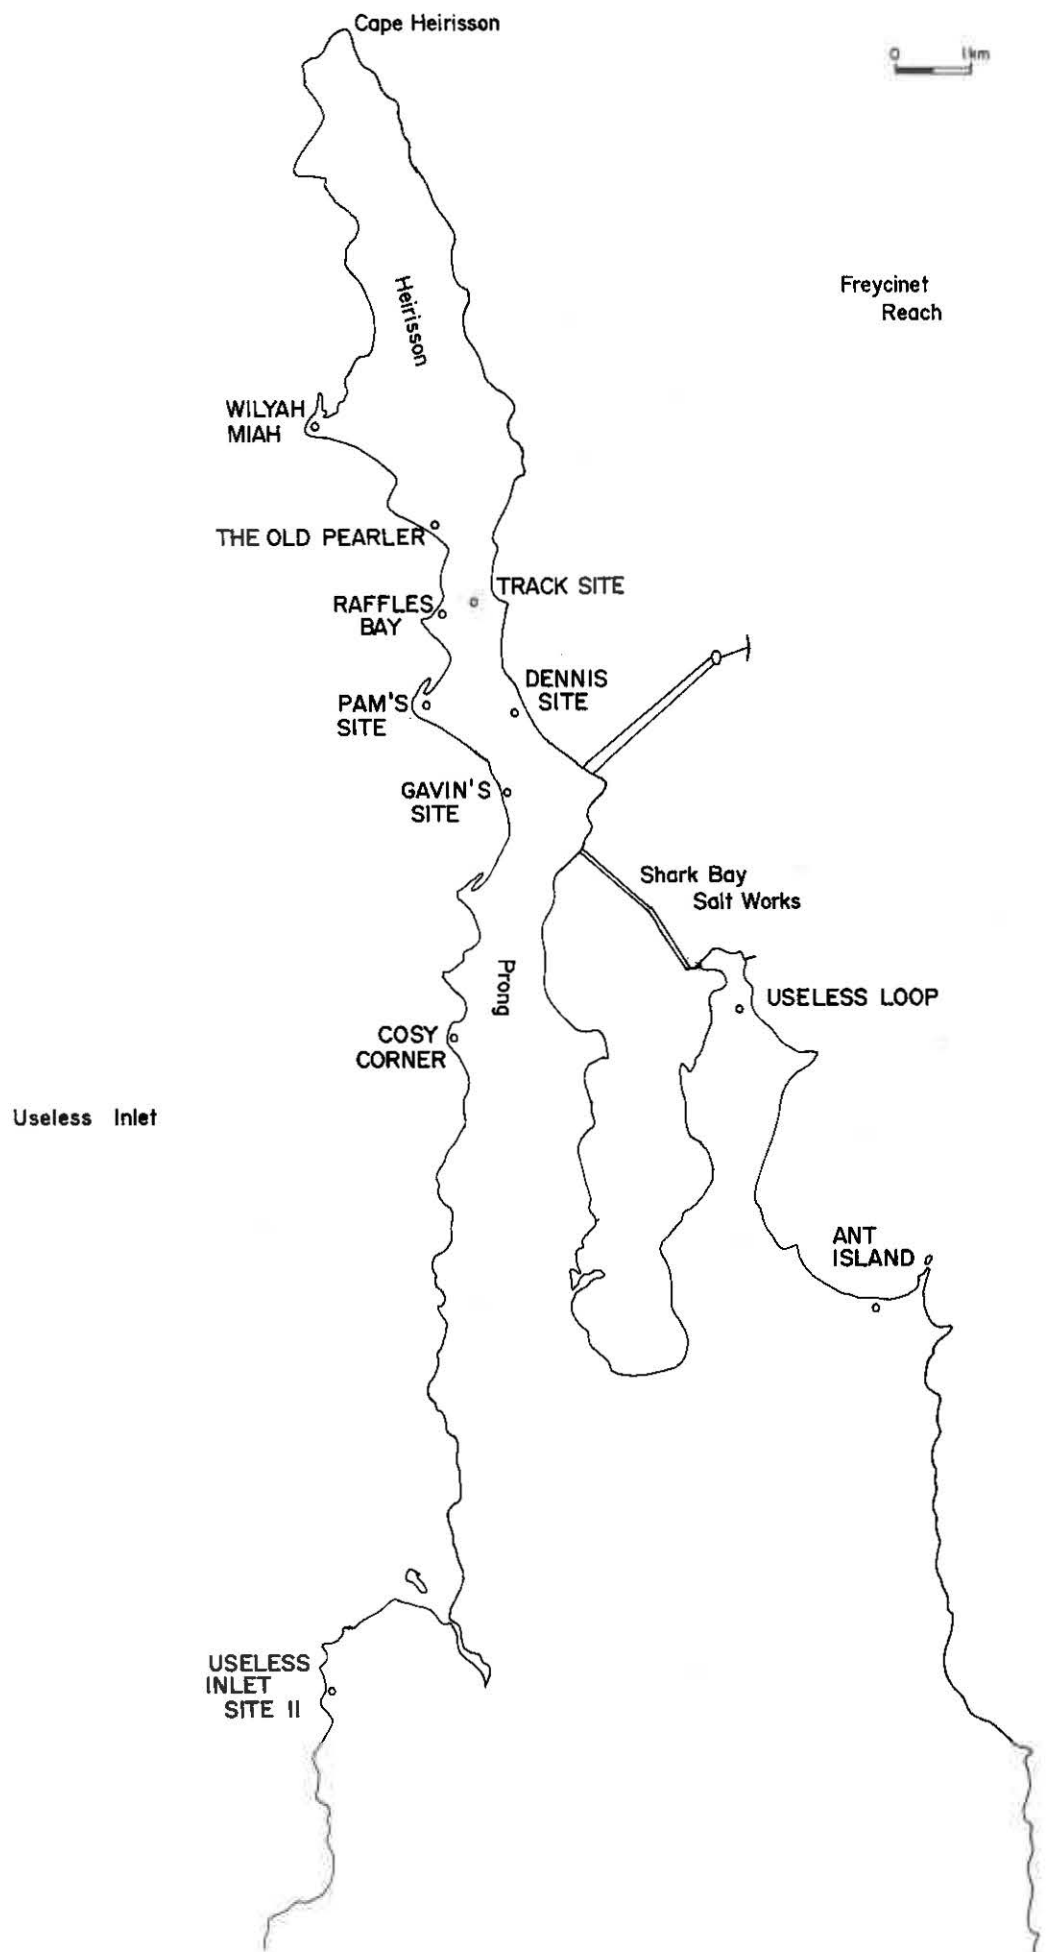 Cape Heirisson
0 1km
Freycinet
Reach
Heirisson
WILYAH
MIAH
THE OLD PEARLER
TRACK SITE
RAFFLES
BAY
DENNIS
SITE
PAM'S
SITE
GAVIN'S
SITE
Shark Bay
Salt Works
Prong
USELESS LOOP
COSY
CORNER
Useless Inlet
ANT
ISLAND
USELESS
INLET
SITE II